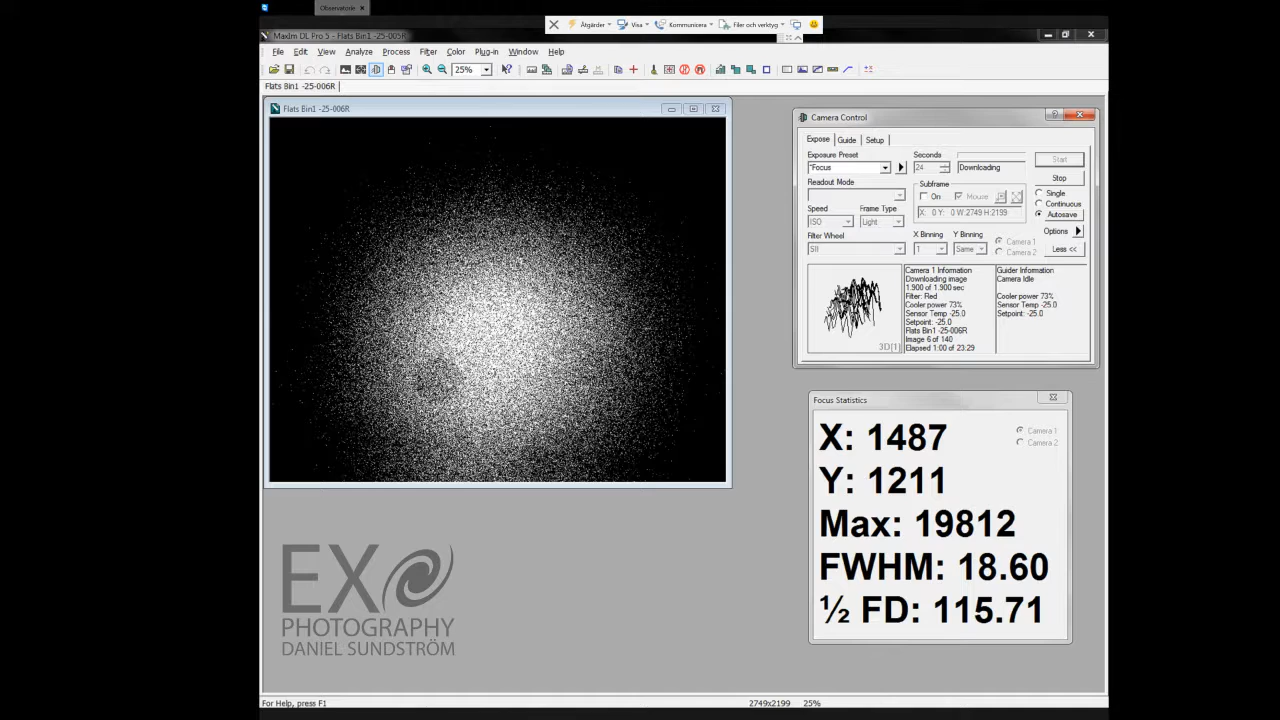 Observatorie
Åtgärder Visa Kommunicera Filer och verktyg
MaxIm DL Pro 5 - Flats Bin1 -25-005R
File Edit View Analyze Process Filter Color Plug-in Window Help
25%
Flats Bin1 -25-006R
Flats Bin1 -25-006R
Camera Control
Expose Guide Setup
Exposure Preset Seconds
*Focus 24 Downloading Start
Readout Mode Subframe Stop
On Mouse Single
Continuous
Speed Frame Type X: 0 Y: 0 W:2749 H:2199 Autosave
ISO Light
Filter Wheel X Binning Y Binning Options
SII 1 Same Camera 1 Less <<
Camera 2
Camera 1 Information
Downloading image
1.900 of 1.900 sec
Filter: Red
Cooler power 73%
Sensor Temp -25.0
Setpoint: -25.0
Flats Bin1 -25-006R
Image 6 of 140
Elapsed 1:00 of 23:29
3D[1]
Guider Information
Camera Idle
Cooler power 73%
Sensor Temp -25.0
Setpoint: -25.0
Focus Statistics
X: 1487
Y: 1211
Max: 19812
FWHM: 18.60
½ FD: 115.71
Camera 1
Camera 2
EXO
PHOTOGRAPHY
DANIEL SUNDSTRÖM
For Help, press F1 2749x2199 25%